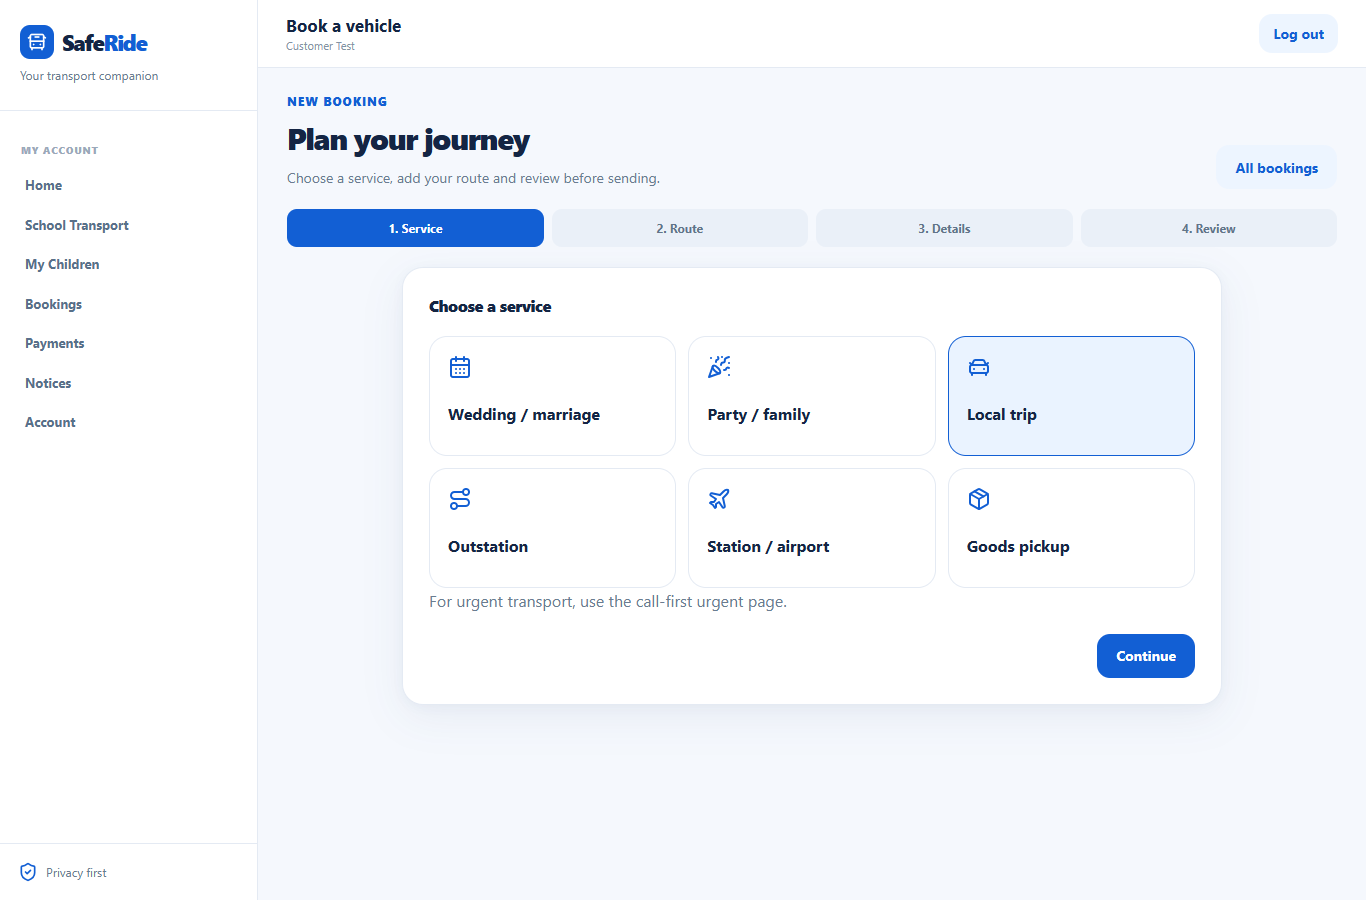 SafeRide
Your transport companion
MY ACCOUNT
Home
School Transport
My Children
Bookings
Payments
Notices
Account
Privacy first
Book a vehicle
Customer Test
Log out
NEW BOOKING
Plan your journey
Choose a service, add your route and review before sending.
All bookings
1. Service
2. Route
3. Details
4. Review
Choose a service
Wedding / marriage
Party / family
Local trip
Outstation
Station / airport
Goods pickup
For urgent transport, use the call-first urgent page.
Continue